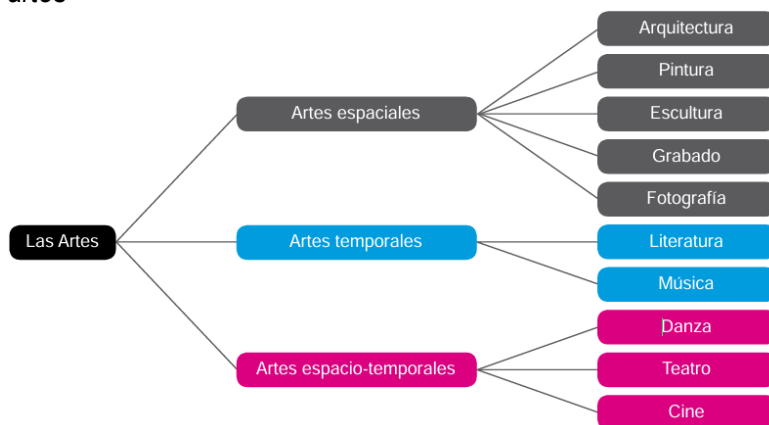 artes
Las Artes
Artes espaciales
Arquitectura
Pintura
Escultura
Grabado
Fotografía
Artes temporales
Literatura
Música
Artes espacio-temporales
Danza
Teatro
Cine